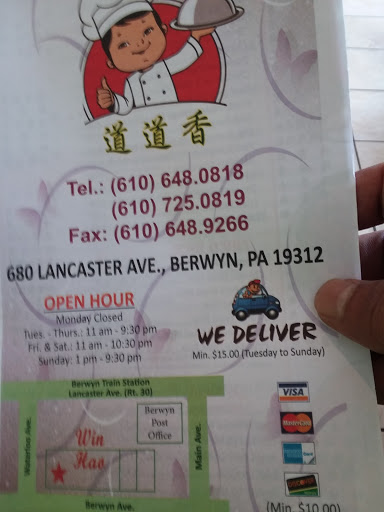 道道香
Tel.: (610) 648.0818
(610) 725.0819
Fax: (610) 648.9266
680 LANCASTER AVE., BERWYN, PA 19312
OPEN HOUR
Monday Closed
Tues. - Thurs.: 11 am - 9:30 pm
Fri. & Sat.: 11 am - 10:30 pm
Sunday: 1 pm - 9:30 pm
WE DELIVER
Min. $15.00 (Tuesday to Sunday)
Berwyn Train Station
Lancaster Ave. (Rt. 30)
Waterloo Ave.
Win
Hao
Berwyn
Post
Office
Main Ave.
Berwyn Ave.
VISA
MasterCard
(Min. $10.00)